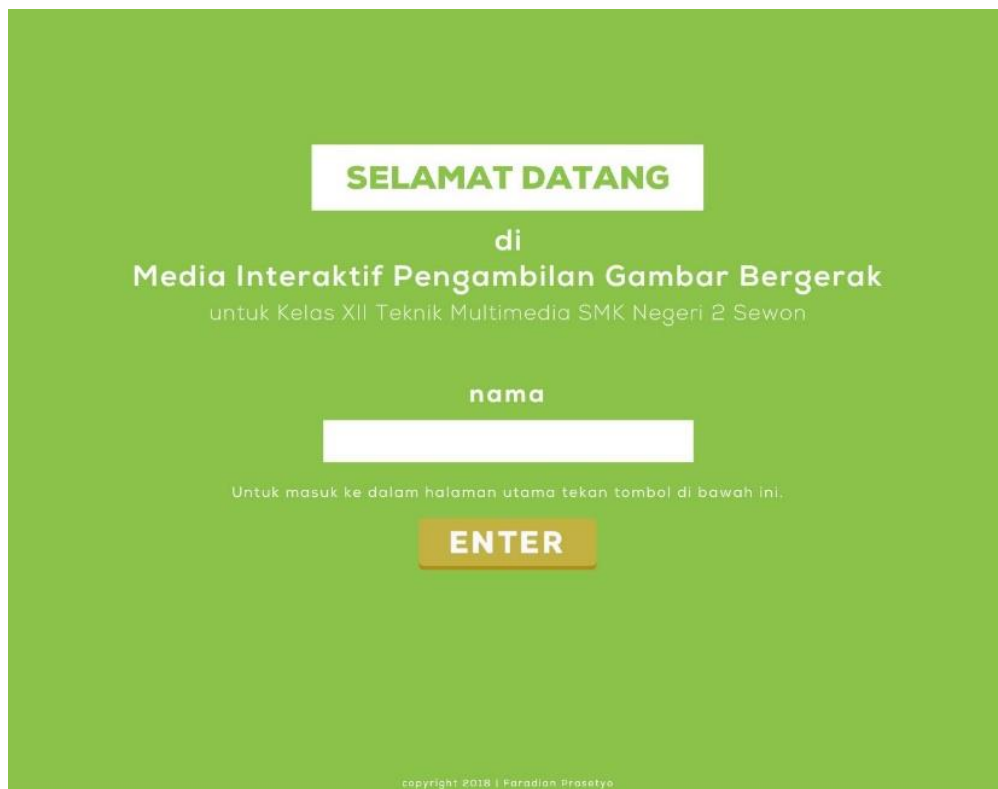 SELAMAT DATANG
di
Media Interaktif Pengambilan Gambar Bergerak
untuk Kelas XII Teknik Multimedia SMK Negeri 2 Sewon
nama
Untuk masuk ke dalam halaman utama tekan tombol di bawah ini.
ENTER
copyright 2018 | Faradian Prasetyo